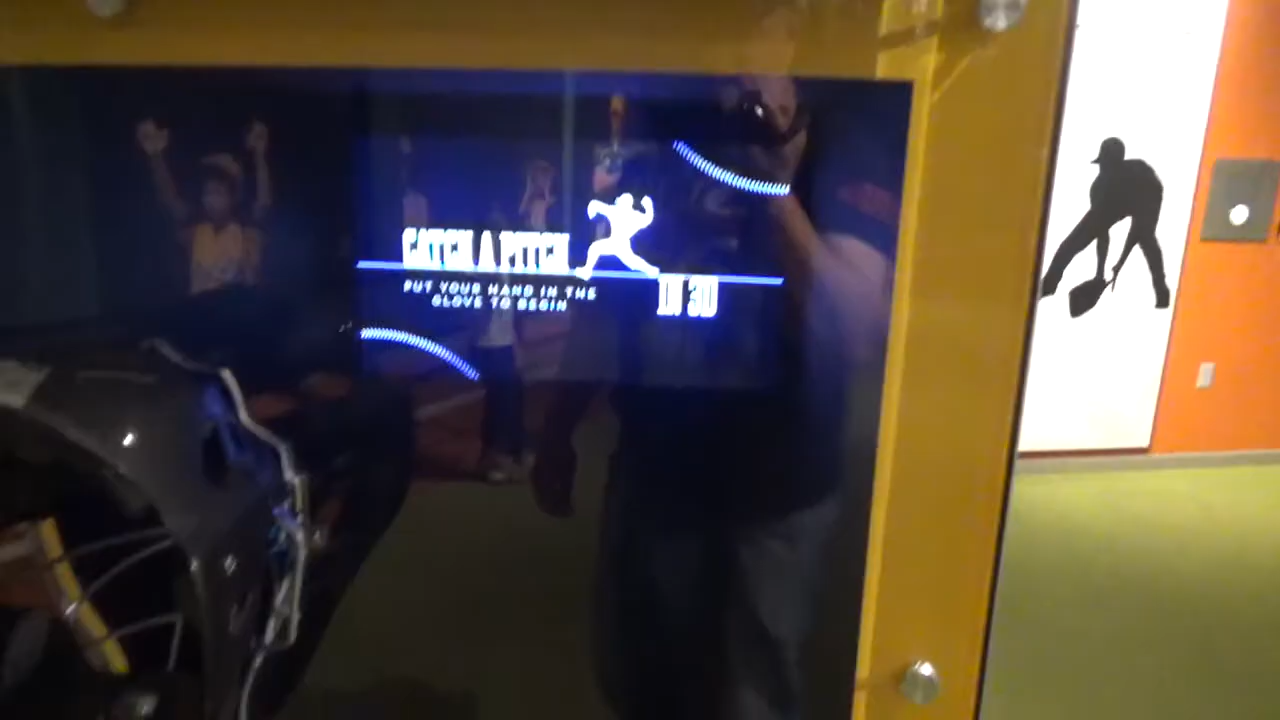 CATCH A PITCH
IN 3D
PUT YOUR HAND IN THE
GLOVE TO BEGIN